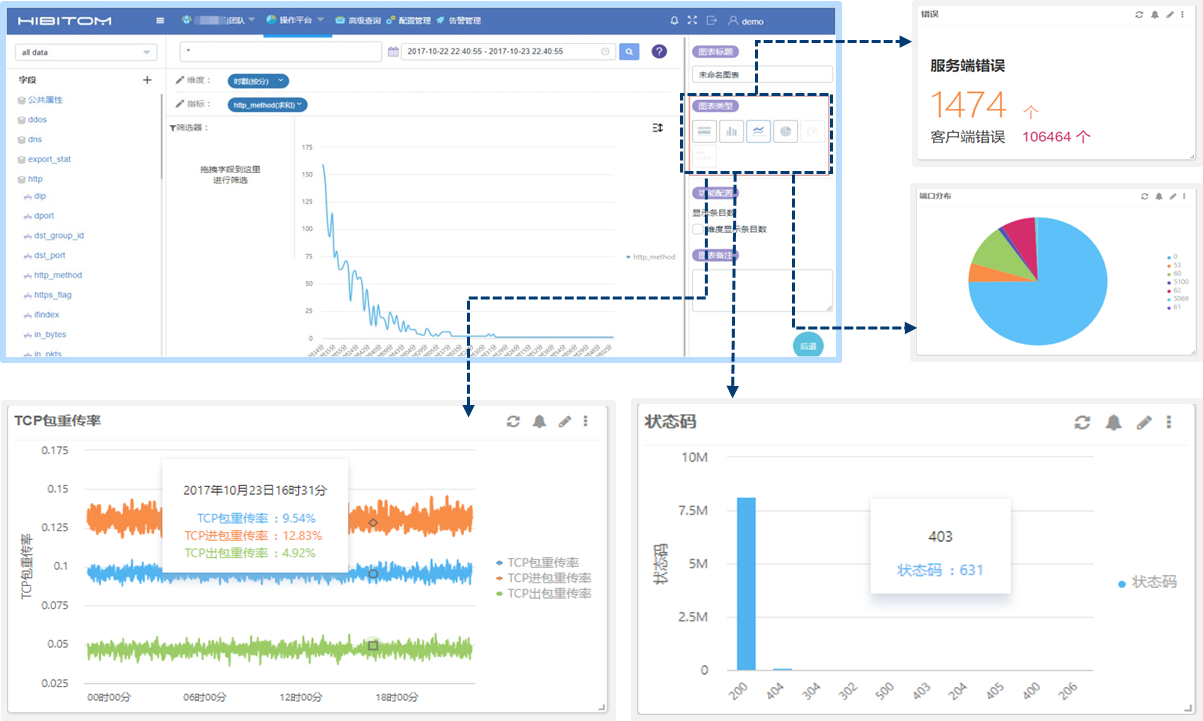 HIBITOM
团队
操作平台
高级查询
配置管理
告警管理
demo
all data
*
2017-10-22 22:40:55 - 2017-10-23 22:40:55
?
字段
+
公共属性
ddos
dns
export_stat
http
dip
dport
dst_group_id
dst_port
http_method
https_flag
ifindex
in_bytes
in_pkts
维度：
时戳(按分)
指标：
http_method(求和)
筛选器：
拖拽字段到这里
进行筛选
175
150
125
100
75
50
25
0
http_method
图表标题
未命名图表
图表类型
功能配置
显示条目数
维度显示条目数
图表备注
后退
错误
服务端错误
1474 个
客户端错误 106464 个
端口分布
0
53
60
5100
62
5069
61
TCP包重传率
TCP包重传率
0.175
0.15
0.125
0.1
0.075
0.05
0.025
2017年10月23日16时31分
TCP包重传率 : 9.54%
TCP进包重传率 : 12.83%
TCP出包重传率 : 4.92%
TCP包重传率
TCP进包重传率
TCP出包重传率
00时00分
06时00分
12时00分
18时00分
状态码
状态码
10M
7.5M
5M
2.5M
0
403
状态码 : 631
状态码
200
404
304
302
500
403
204
405
400
206